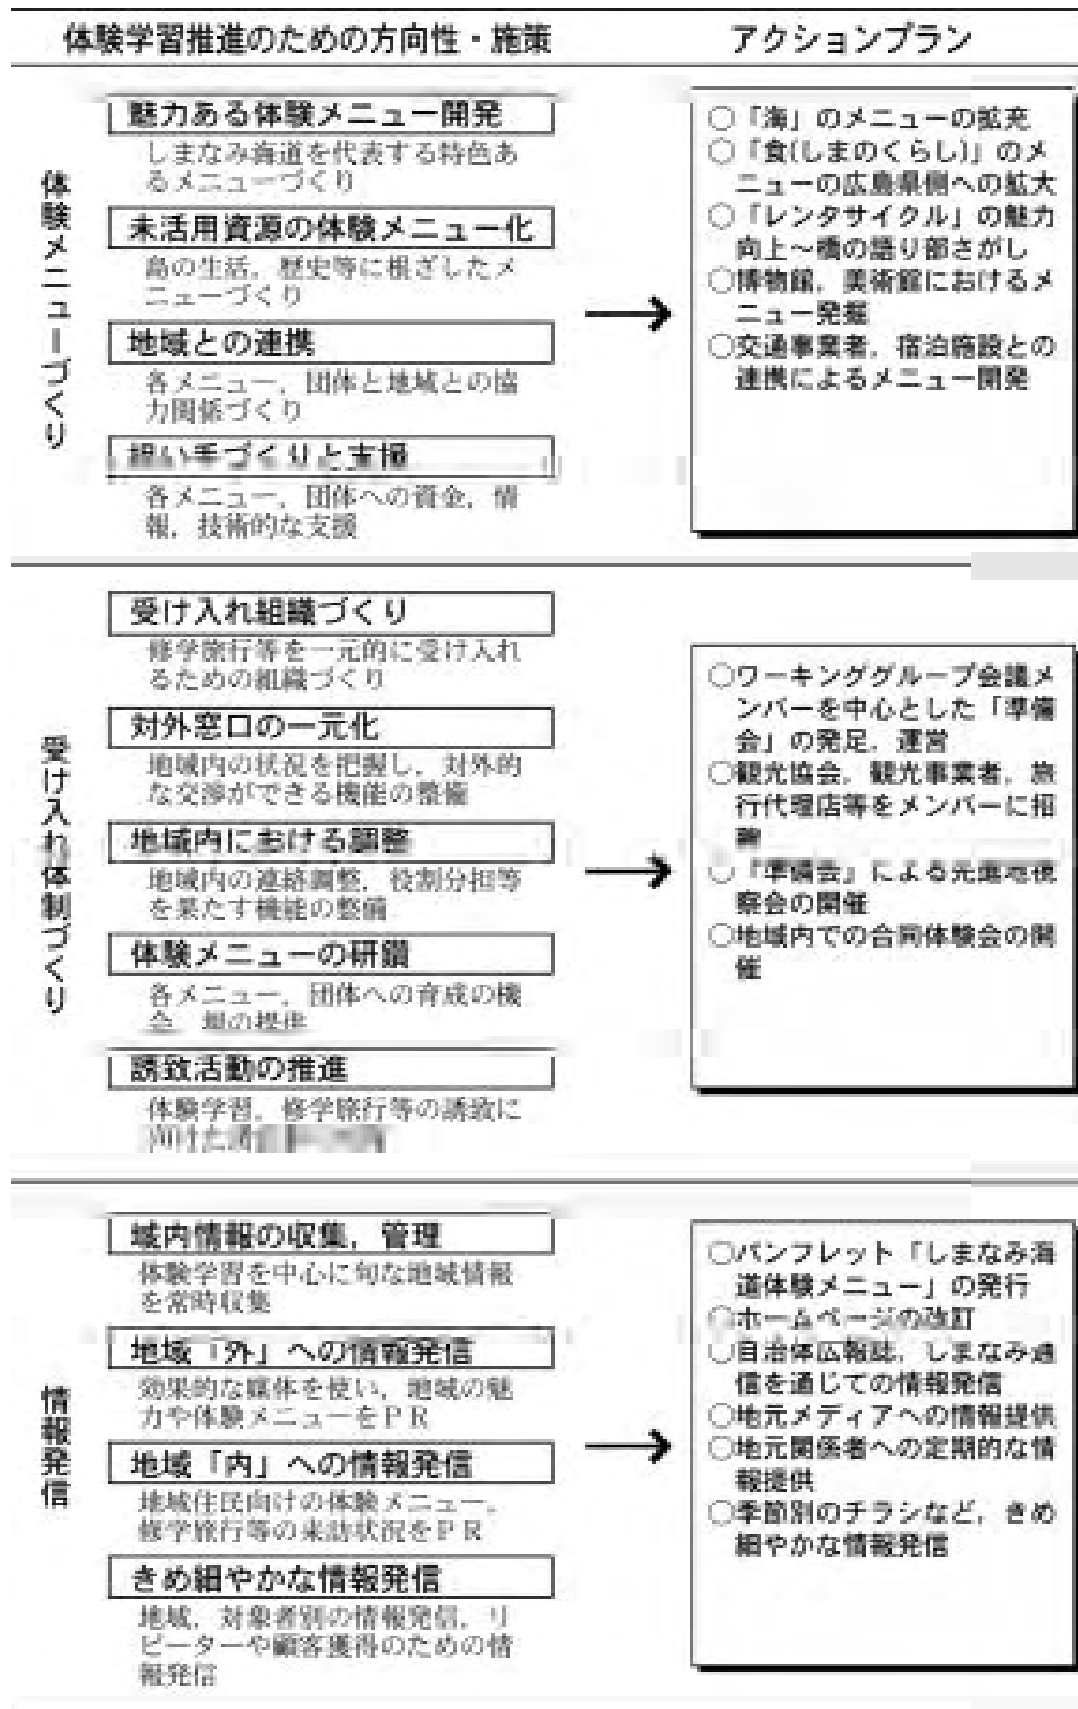 体験学習推進のための方向性・施策
アクションプラン
体験メニューづくり
魅力ある体験メニュー開発
しまなみ海道を代表する特色あ
るメニューづくり
未活用資源の体験メニュー化
島の生活，歴史等に根ざしたメ
ニューづくり
地域との連携
各メニュー，団体と地域との協
力関係づくり
担い手づくりと支援
各メニュー，団体への資金，情
報，技術的な支援
○「海」のメニューの拡充
○「食(しまのくらし)」のメ
ニューの広島県側への拡大
○「レンタサイクル」の魅力
向上～橋の語り部さがし
○博物館，美術館におけるメ
ニュー発掘
○交通事業者，宿泊施設との
連携によるメニュー開発
受け入れ体制づくり
受け入れ組織づくり
修学旅行等を一元的に受け入れ
るための組織づくり
対外窓口の一元化
地域内の状況を把握し，対外的
な交渉ができる機能の整備
地域内における調整
地域内の連絡調整，役割分担等
を果たす機能の整備
体験メニューの研鑽
各メニュー，団体への育成の機
会，場の提供
誘致活動の推進
体験学習，修学旅行等の誘致に
向けた
○ワーキンググループ会議メ
ンバーを中心とした「準備
会」の発足，運営
○観光協会，観光事業者，旅
行代理店等をメンバーに招
聘
○「準備会」による先進地視
察会の開催
○地域内での合同体験会の開
催
情報発信
域内情報の収集，管理
体験学習を中心に旬な地域情報
を常時収集
地域「外」への情報発信
効果的な媒体を使い，地域の魅
力や体験メニューをＰＲ
地域「内」への情報発信
地域住民向けの体験メニュー，
修学旅行等の来訪状況をＰＲ
きめ細やかな情報発信
地域，対象者別の情報発信，リ
ピーターや顧客獲得のための情
報発信
○パンフレット「しまなみ海
道体験メニュー」の発行
○ホームページの改訂
○自治体広報誌，しまなみ通
信を通じての情報発信
○地元メディアへの情報提供
○地元関係者への定期的な情
報提供
○季節別のチラシなど，きめ
細やかな情報発信